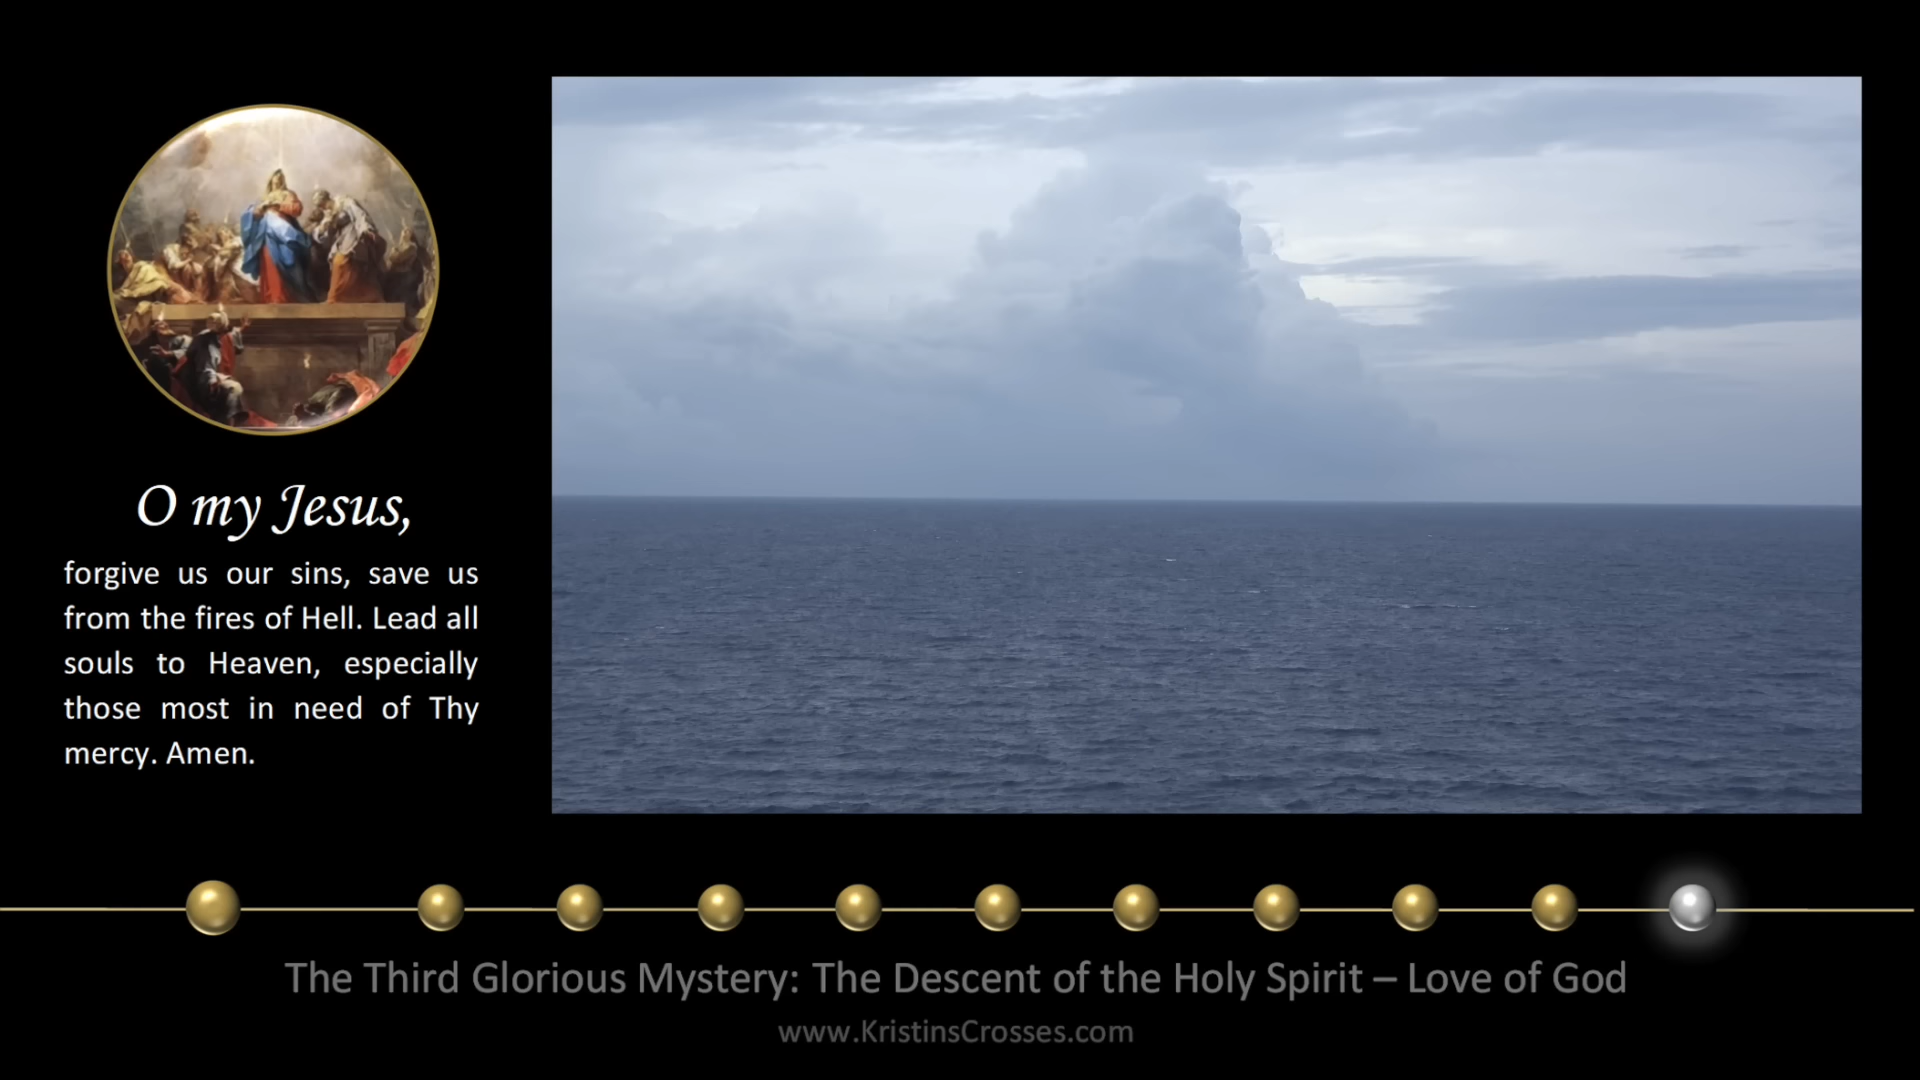 O my Jesus,
forgive us our sins, save us
from the fires of Hell. Lead all
souls to Heaven, especially
those most in need of Thy
mercy. Amen.
The Third Glorious Mystery: The Descent of the Holy Spirit – Love of God
www.KristinsCrosses.com